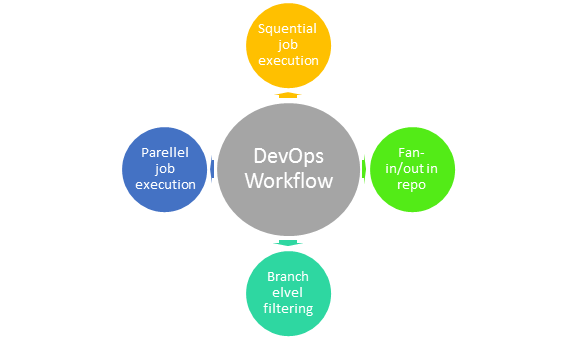 Squential
job
execution
Parellel
job
execution
DevOps
Workflow
Fan-
in/out in
repo
Branch
elvel
filtering